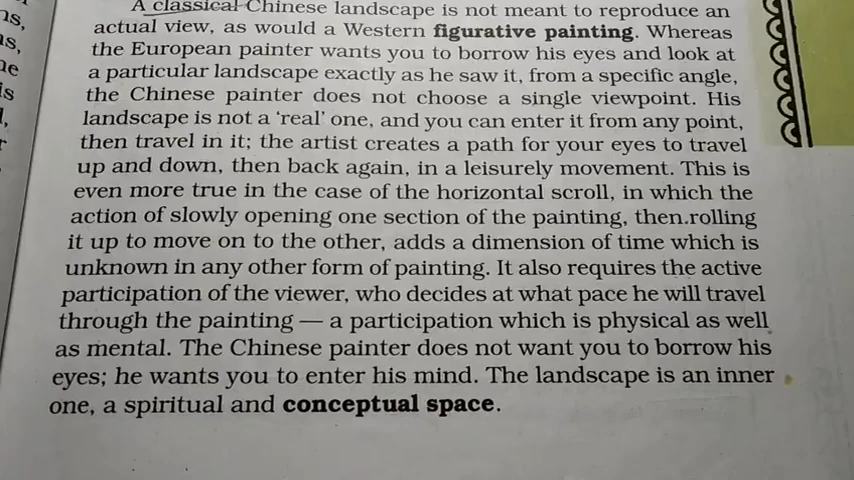 A classical Chinese landscape is not meant to reproduce an
actual view, as would a Western figurative painting. Whereas
the European painter wants you to borrow his eyes and look at
a particular landscape exactly as he saw it, from a specific angle,
the Chinese painter does not choose a single viewpoint. His
landscape is not a ‘real’ one, and you can enter it from any point,
then travel in it; the artist creates a path for your eyes to travel
up and down, then back again, in a leisurely movement. This is
even more true in the case of the horizontal scroll, in which the
action of slowly opening one section of the painting, then rolling
it up to move on to the other, adds a dimension of time which is
unknown in any other form of painting. It also requires the active
participation of the viewer, who decides at what pace he will travel
through the painting — a participation which is physical as well
as mental. The Chinese painter does not want you to borrow his
eyes; he wants you to enter his mind. The landscape is an inner
one, a spiritual and conceptual space.